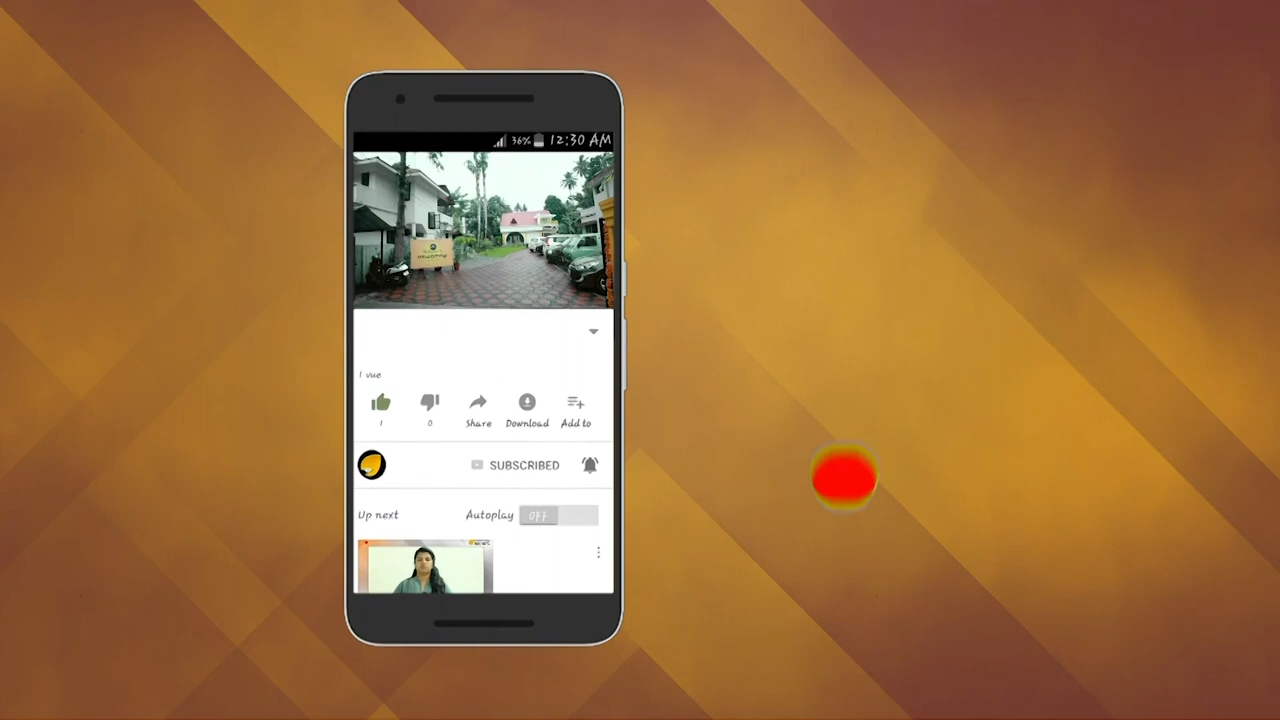 36% 12:30 AM
1 vue
1 0 Share Download Add to
SUBSCRIBED
Up next Autoplay OFF